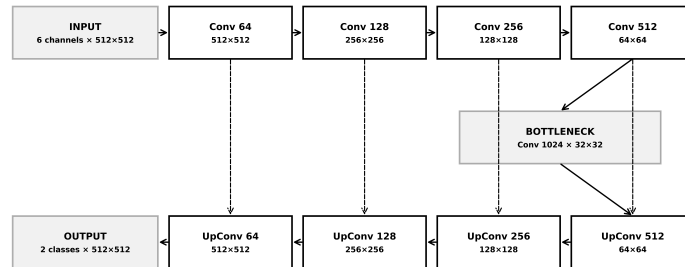 INPUT
6 channels × 512×512
Conv 64
512×512
Conv 128
256×256
Conv 256
128×128
Conv 512
64×64
BOTTLENECK
Conv 1024 × 32×32
OUTPUT
2 classes × 512×512
UpConv 64
512×512
UpConv 128
256×256
UpConv 256
128×128
UpConv 512
64×64